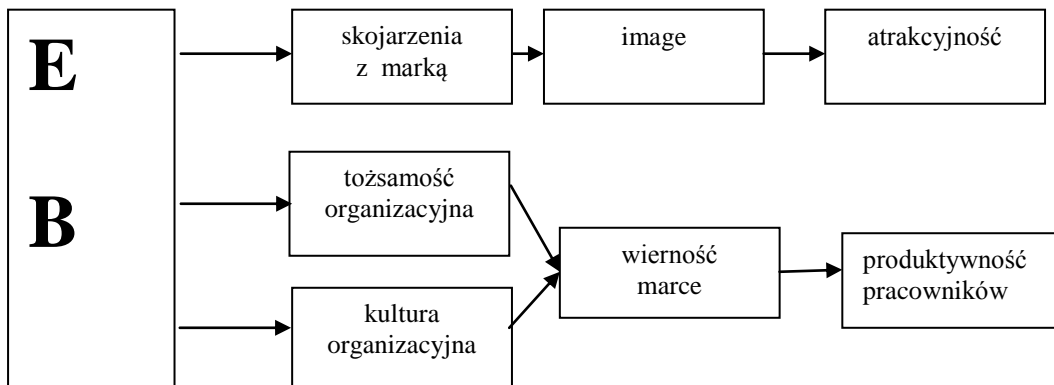 E
B
skojarzenia
z marką
image
atrakcyjność
tożsamość
organizacyjna
wierność
marce
produktywność
pracowników
kultura
organizacyjna